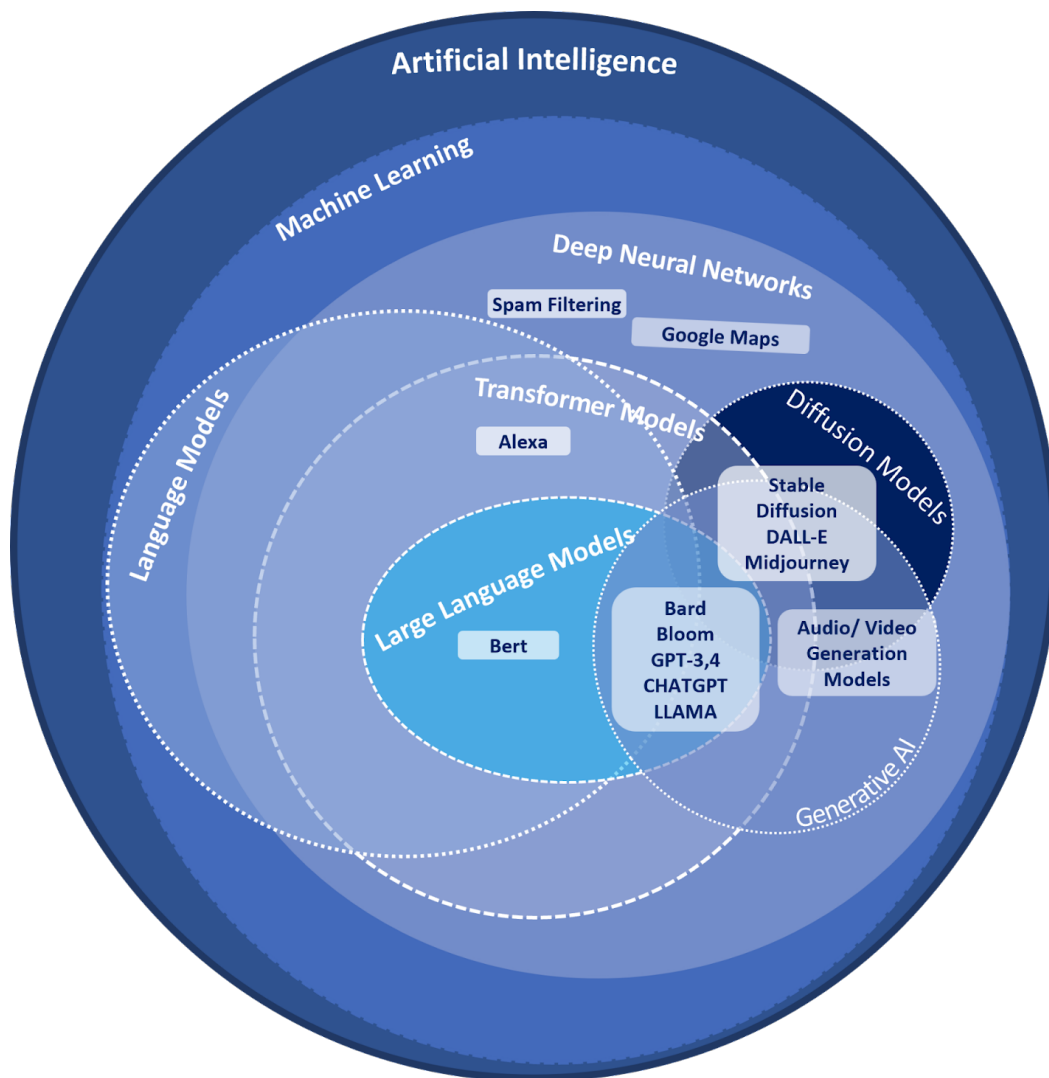 Artificial Intelligence
Machine Learning
Deep Neural Networks
Spam Filtering
Google Maps
Language Models
Transformer Models
Alexa
Diffusion Models
Stable
Diffusion
DALL-E
Midjourney
Large Language Models
Bert
Bard
Bloom
GPT-3,4
CHATGPT
LLAMA
Audio/ Video
Generation
Models
Generative AI